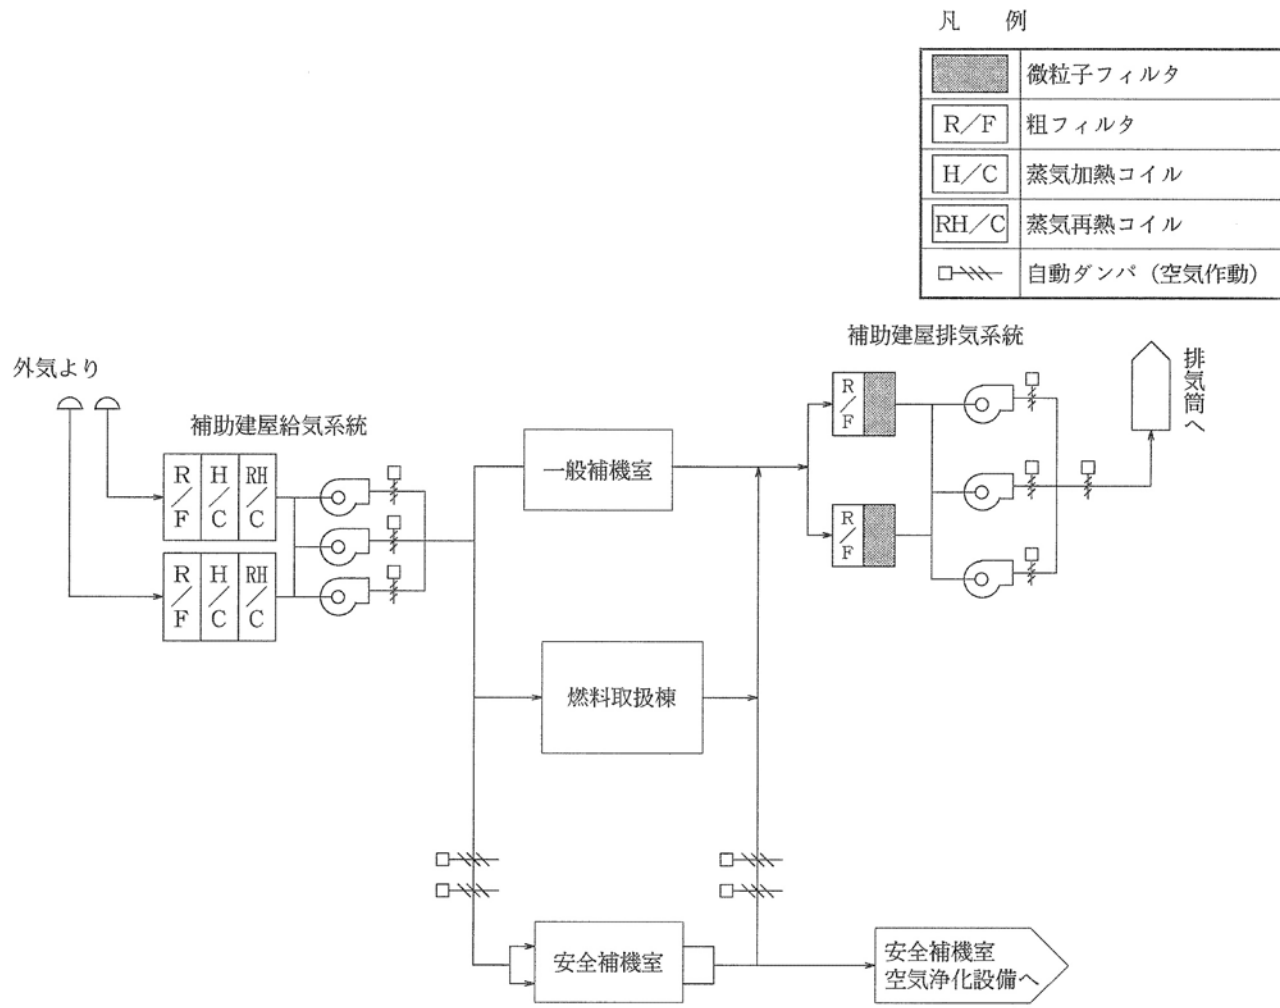 凡 例
微粒子フィルタ
R/F 粗フィルタ
H/C 蒸気加熱コイル
RH/C 蒸気再熱コイル
自動ダンパ(空気作動)
外気より
補助建屋給気系統
R/F H/C RH/C
R/F H/C RH/C
一般補機室
燃料取扱棟
安全補機室
補助建屋排気系統
R/F
R/F
排気筒へ
安全補機室
空気浄化設備へ